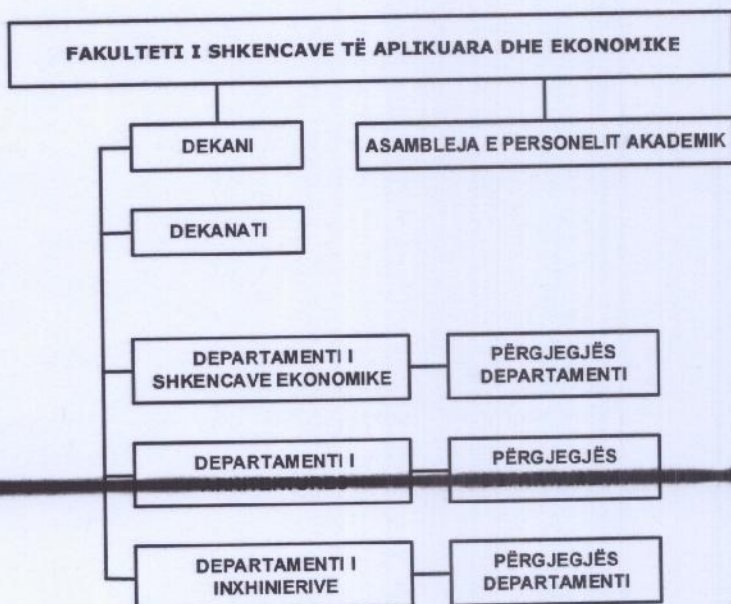 FAKULTETI I SHKENCAVE TË APLIKUARA DHE EKONOMIKE
DEKANI
ASAMBLEJA E PERSONELIT AKADEMIK
DEKANATI
DEPARTAMENTI I
SHKENCAVE EKONOMIKE
PËRGJEGJËS
DEPARTAMENTI
DEPARTAMENTI I
PËRGJEGJËS
DEPARTAMENTI I
INXHINIERIVE
PËRGJEGJËS
DEPARTAMENTI